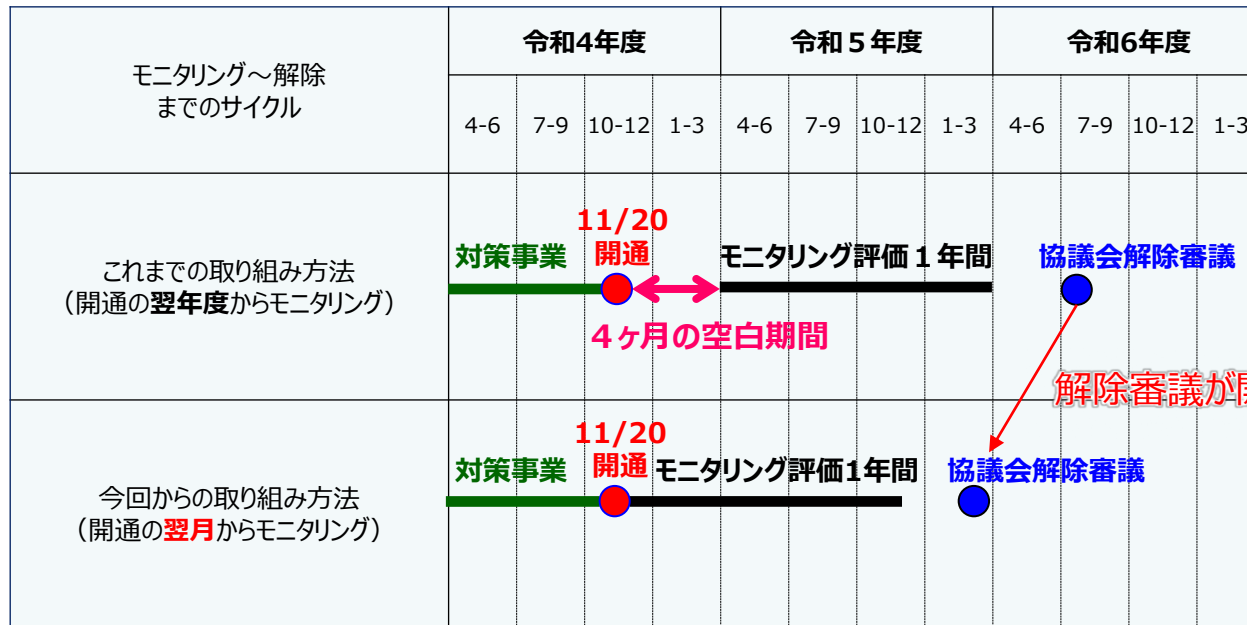 モニタリング～解除
までのサイクル
令和4年度
令和５年度
令和6年度
4-6 7-9 10-12 1-3 4-6 7-9 10-12 1-3 4-6 7-9 10-12 1-3
これまでの取り組み方法
（開通の翌年度からモニタリング）
対策事業
11/20
開通
モニタリング評価１年間
協議会解除審議
４ヶ月の空白期間
解除審議が
今回からの取り組み方法
（開通の翌月からモニタリング）
対策事業
11/20
開通
モニタリング評価1年間
協議会解除審議